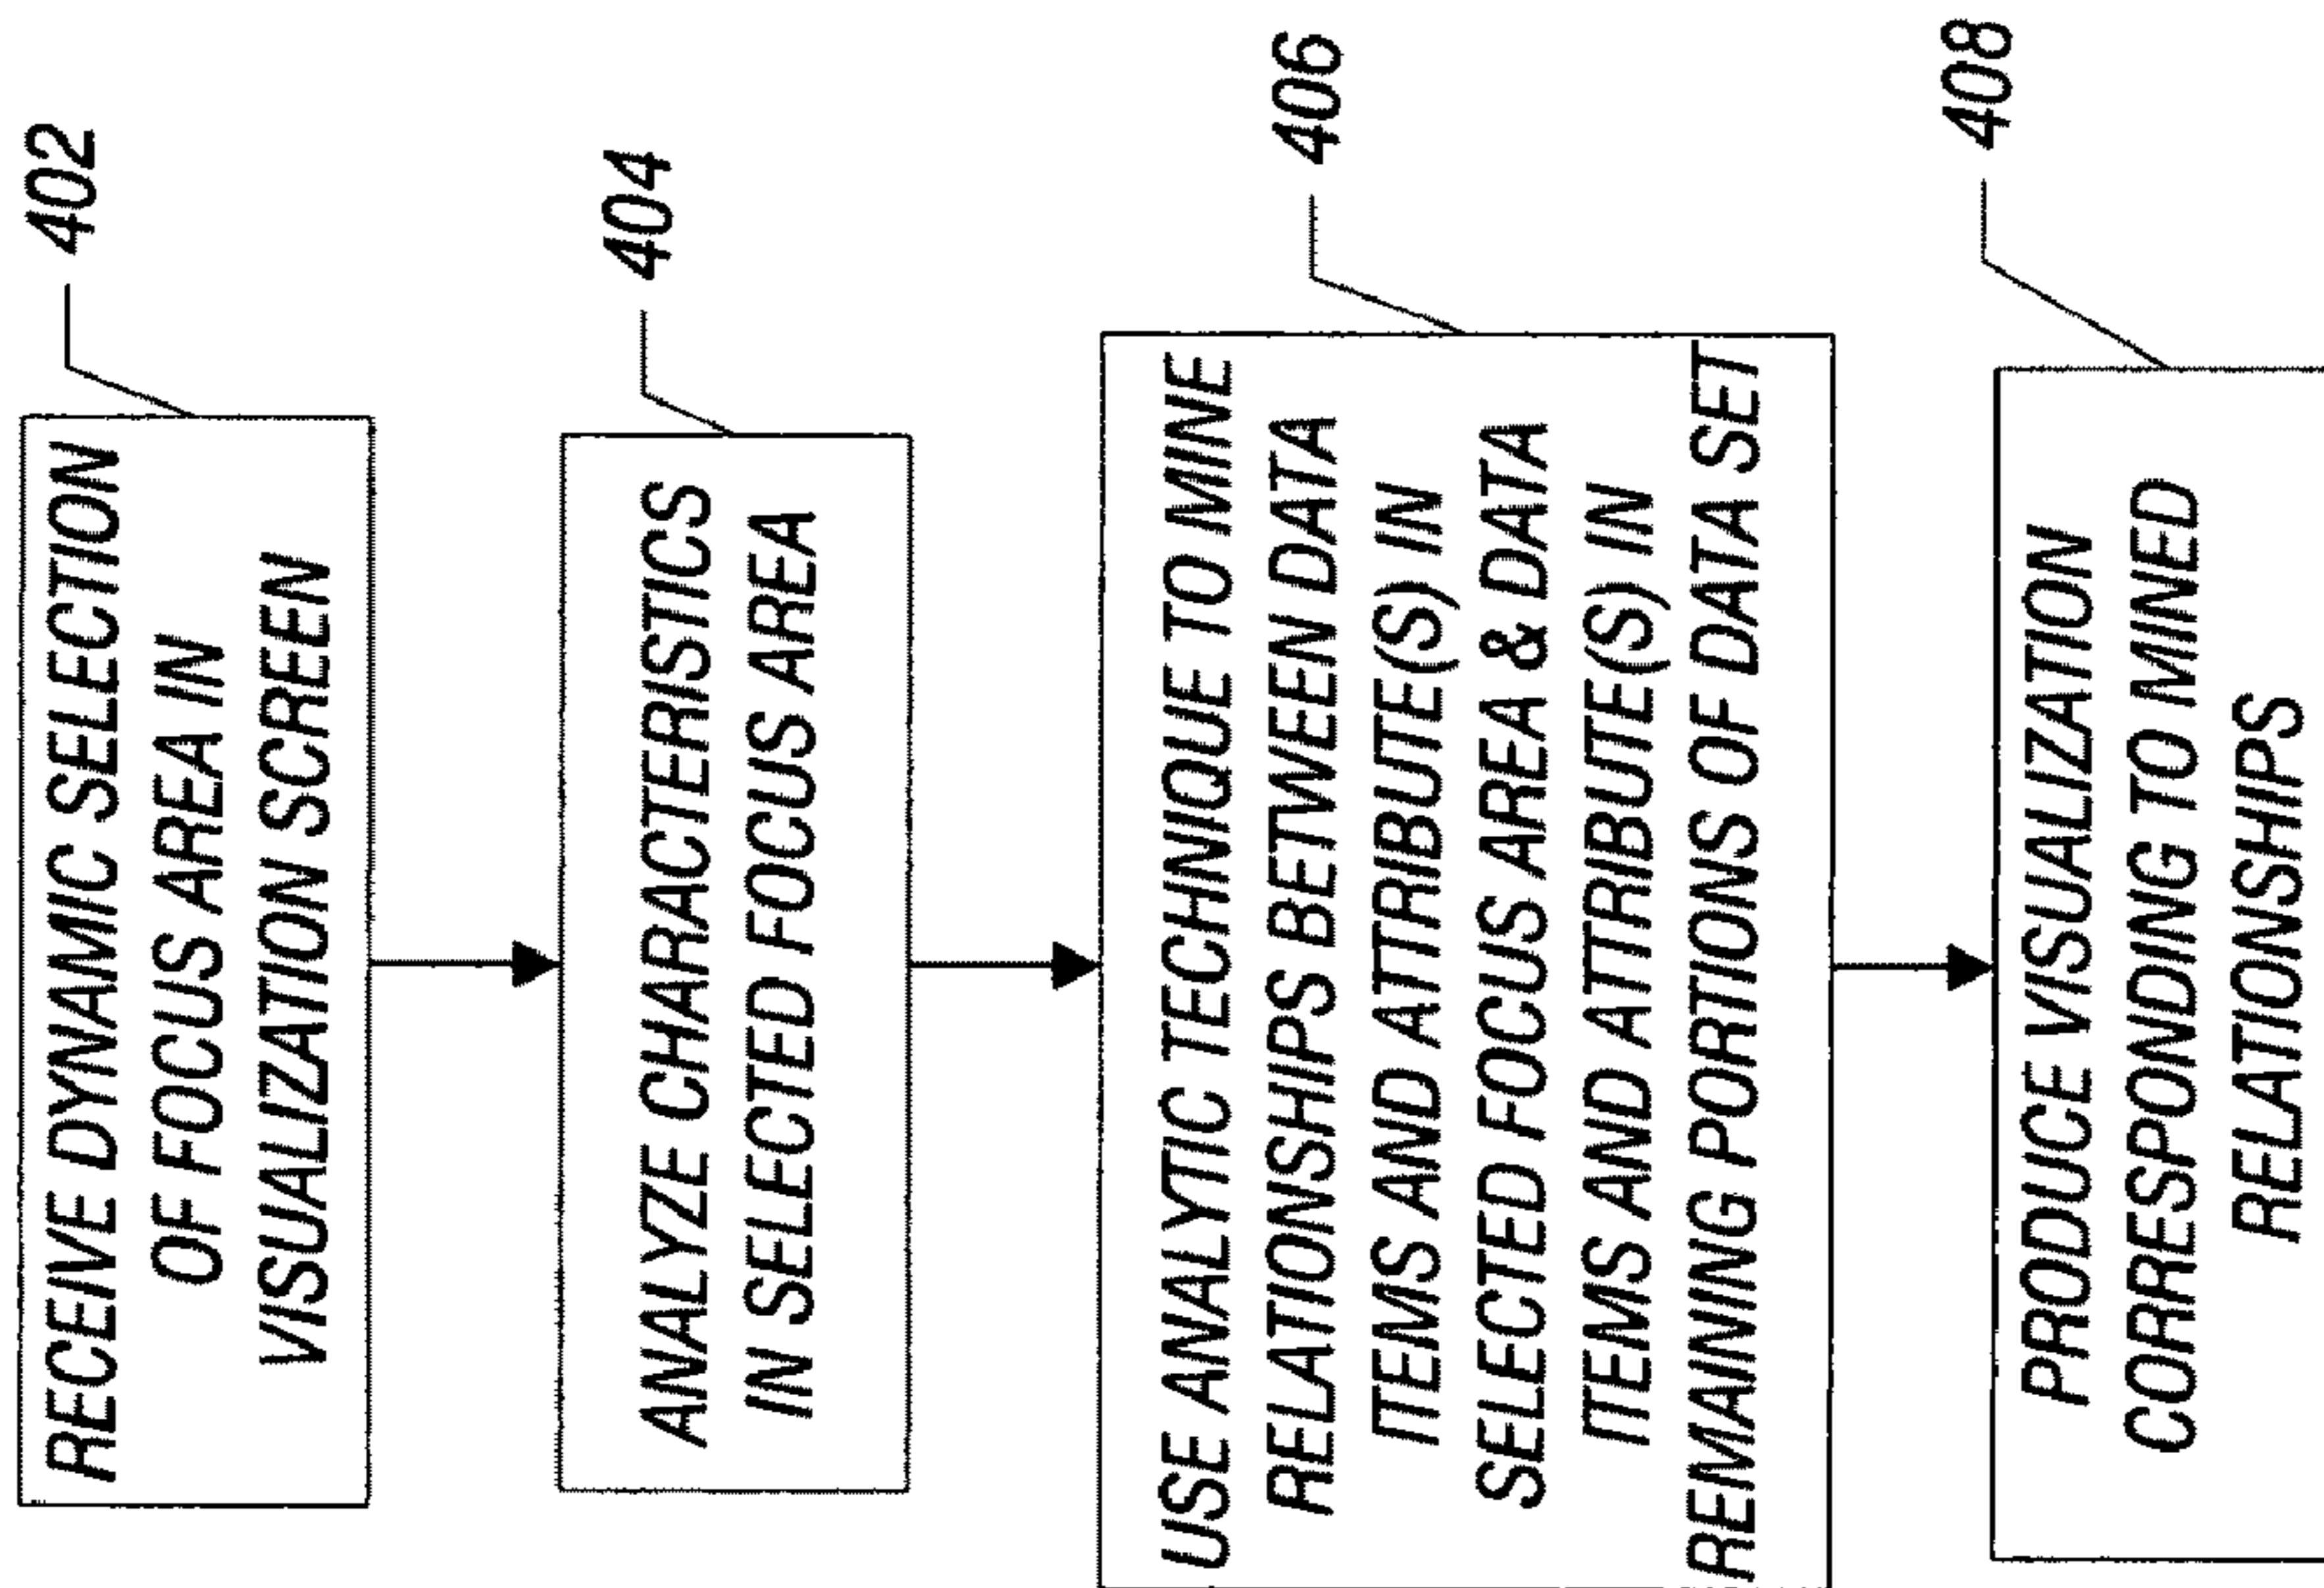 RECEIVE DYNAMIC SELECTION
OF FOCUS AREA IN
VISUALIZATION SCREEN
402
ANALYZE CHARACTERISTICS
IN SELECTED FOCUS AREA
404
USE ANALYTIC TECHNIQUE TO MINE
RELATIONSHIPS BETWEEN DATA
ITEMS AND ATTRIBUTE(S) IN
SELECTED FOCUS AREA & DATA
ITEMS AND ATTRIBUTE(S) IN
REMAINING PORTIONS OF DATA SET
406
PRODUCE VISUALIZATION
CORRESPONDING TO MINED
RELATIONSHIPS
408